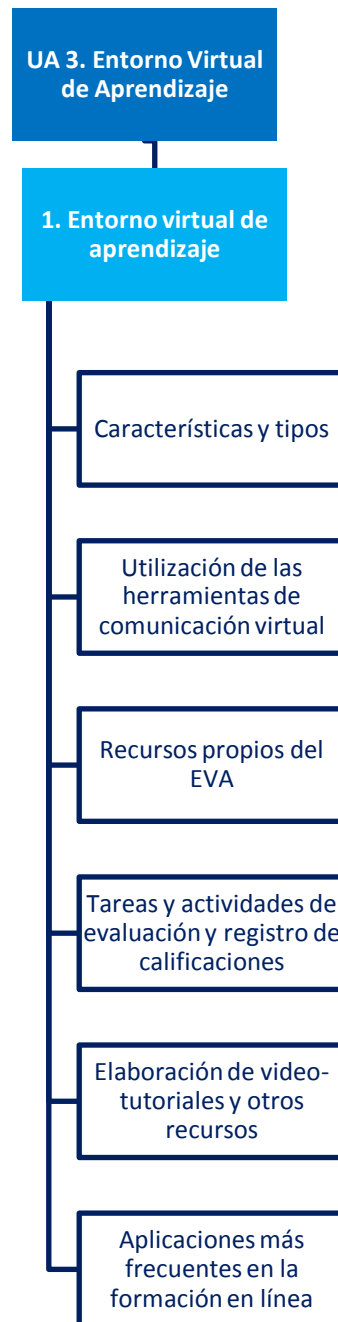 UA 3. Entorno Virtual
de Aprendizaje
1. Entorno virtual de
aprendizaje
Características y tipos
Utilización de las
herramientas de
comunicación virtual
Recursos propios del
EVA
Tareas y actividades de
evaluación y registro de
calificaciones
Elaboración de video-
tutoriales y otros
recursos
Aplicaciones más
frecuentes en la
formación en línea